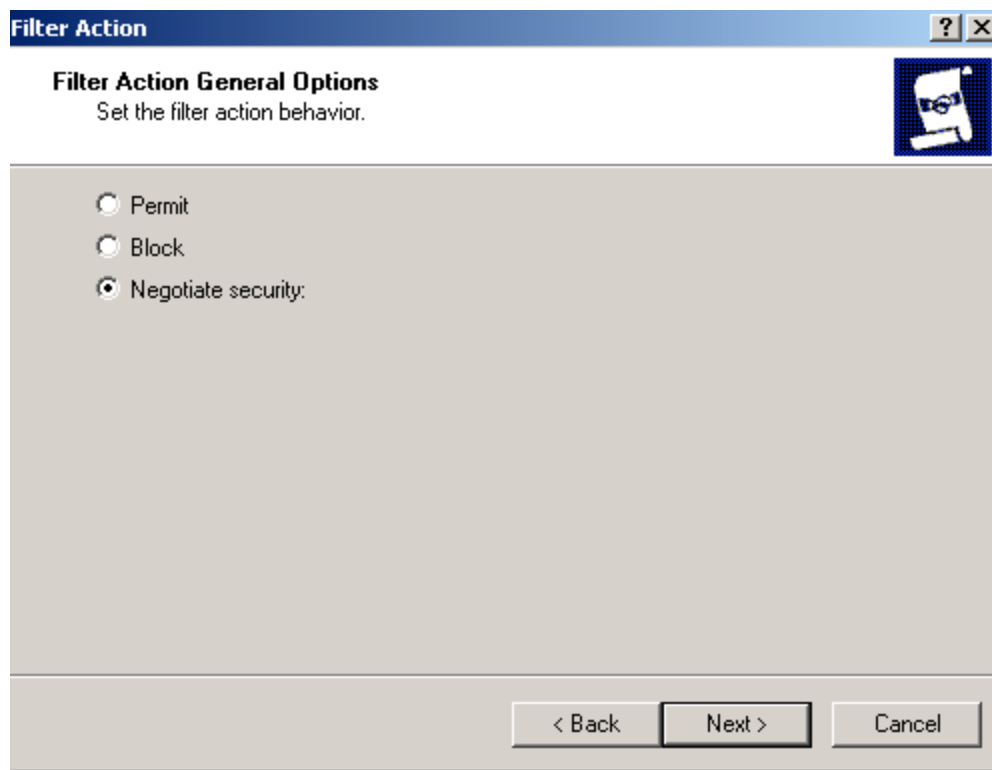 Filter Action
Filter Action General Options
Set the filter action behavior.
Permit
Block
Negotiate security:
< Back
Next >
Cancel